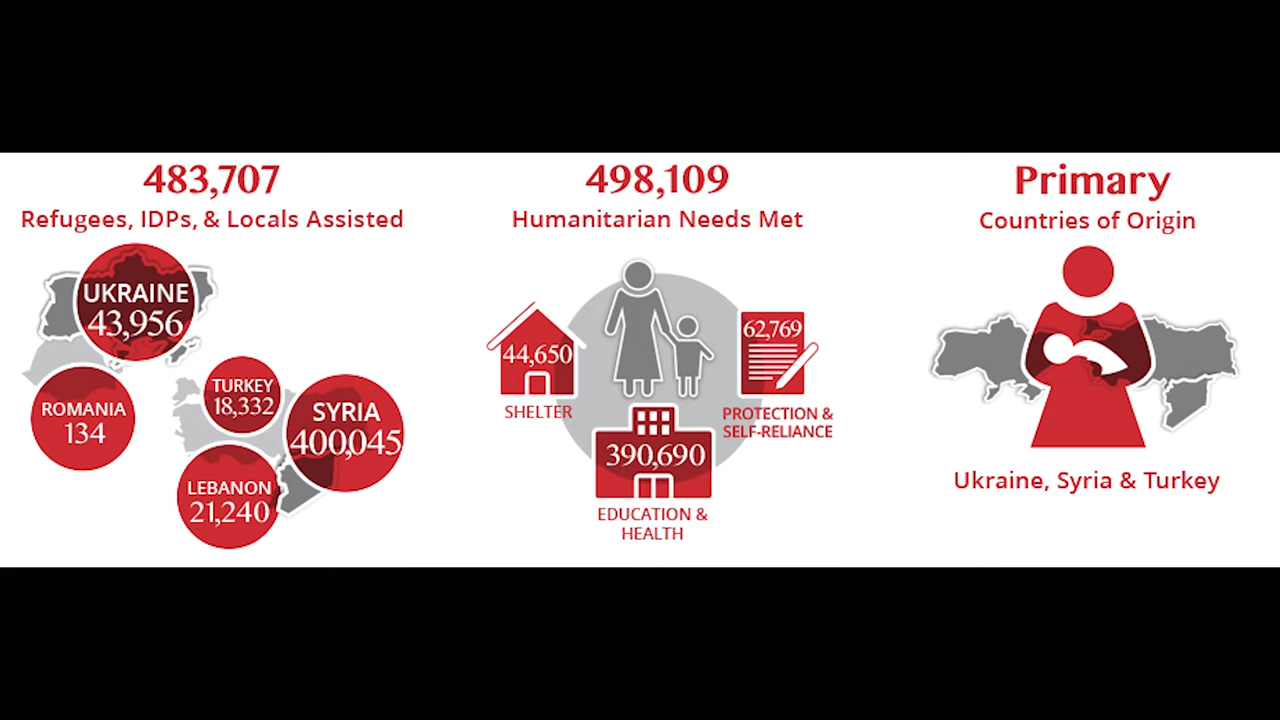 483,707
Refugees, IDPs, & Locals Assisted
UKRAINE
43,956
ROMANIA
134
TURKEY
18,332
SYRIA
400,045
LEBANON
21,240
498,109
Humanitarian Needs Met
44,650
SHELTER
62,769
PROTECTION &
SELF-RELIANCE
390,690
EDUCATION &
HEALTH
Primary
Countries of Origin
Ukraine, Syria & Turkey